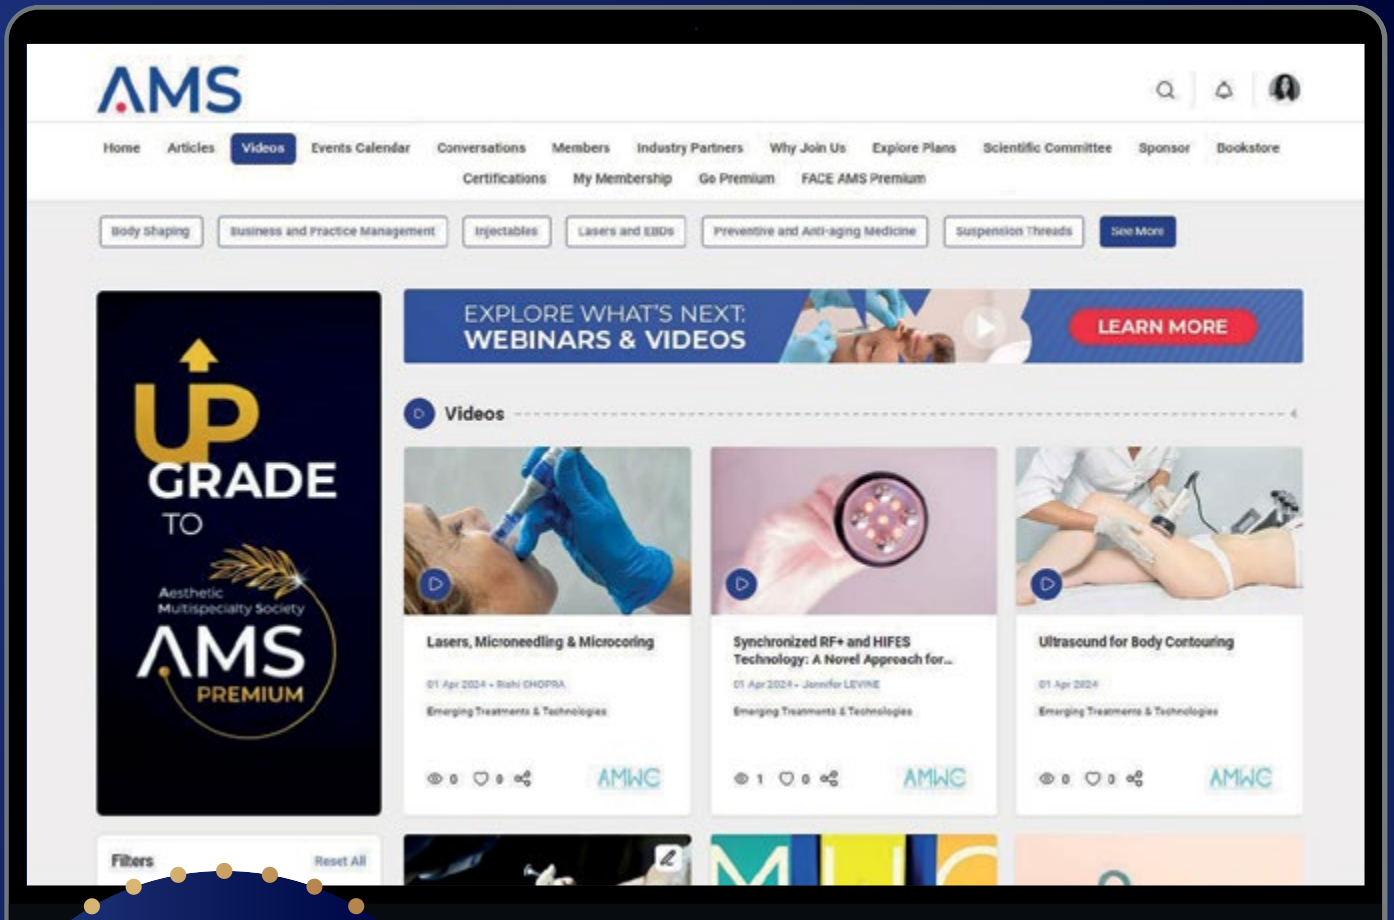 AMS
Home Articles Videos Events Calendar Conversations Members Industry Partners Why Join Us Explore Plans Scientific Committee Sponsor Bookstore
Certifications My Membership Go Premium FACE AMS Premium
Body Shaping Business and Practice Management Injectables Lasers and EBDs Preventive and Anti-aging Medicine Suspension Threads See More
UP
GRADE
TO
Aesthetic
Multispecialty Society
AMS
PREMIUM
EXPLORE WHAT'S NEXT:
WEBINARS & VIDEOS
LEARN MORE
Videos
Lasers, Microneedling & Microcoring
01 Apr 2024 • Rishi CHOPRA
Emerging Treatments & Technologies
0 0
AMWC
Synchronized RF+ and HIFES
Technology: A Novel Approach for...
01 Apr 2024 • Jennifer LEVINE
Emerging Treatments & Technologies
1 0
AMWC
Ultrasound for Body Contouring
01 Apr 2024
Emerging Treatments & Technologies
0 0
AMWC
Filters Reset All